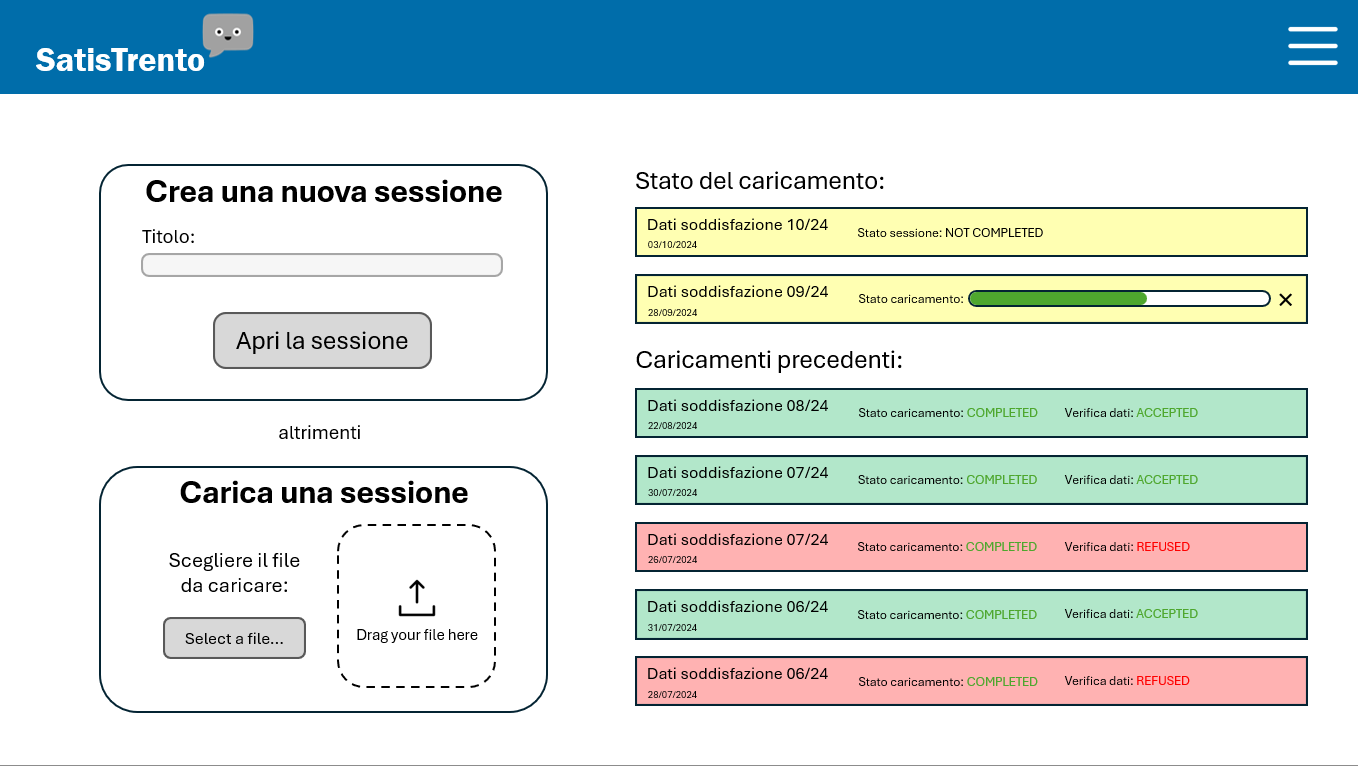 SatisTrento
Crea una nuova sessione
Titolo:
Apri la sessione
altrimenti
Carica una sessione
Scegliere il file
da caricare:
Select a file...
Drag your file here
Stato del caricamento:
Dati soddisfazione 10/24
03/10/2024
Stato sessione: NOT COMPLETED
Dati soddisfazione 09/24
28/09/2024
Stato caricamento:
Caricamenti precedenti:
Dati soddisfazione 08/24
22/08/2024
Stato caricamento: COMPLETED
Verifica dati: ACCEPTED
Dati soddisfazione 07/24
30/07/2024
Stato caricamento: COMPLETED
Verifica dati: ACCEPTED
Dati soddisfazione 07/24
26/07/2024
Stato caricamento: COMPLETED
Verifica dati: REFUSED
Dati soddisfazione 06/24
31/07/2024
Stato caricamento: COMPLETED
Verifica dati: ACCEPTED
Dati soddisfazione 06/24
28/07/2024
Stato caricamento: COMPLETED
Verifica dati: REFUSED